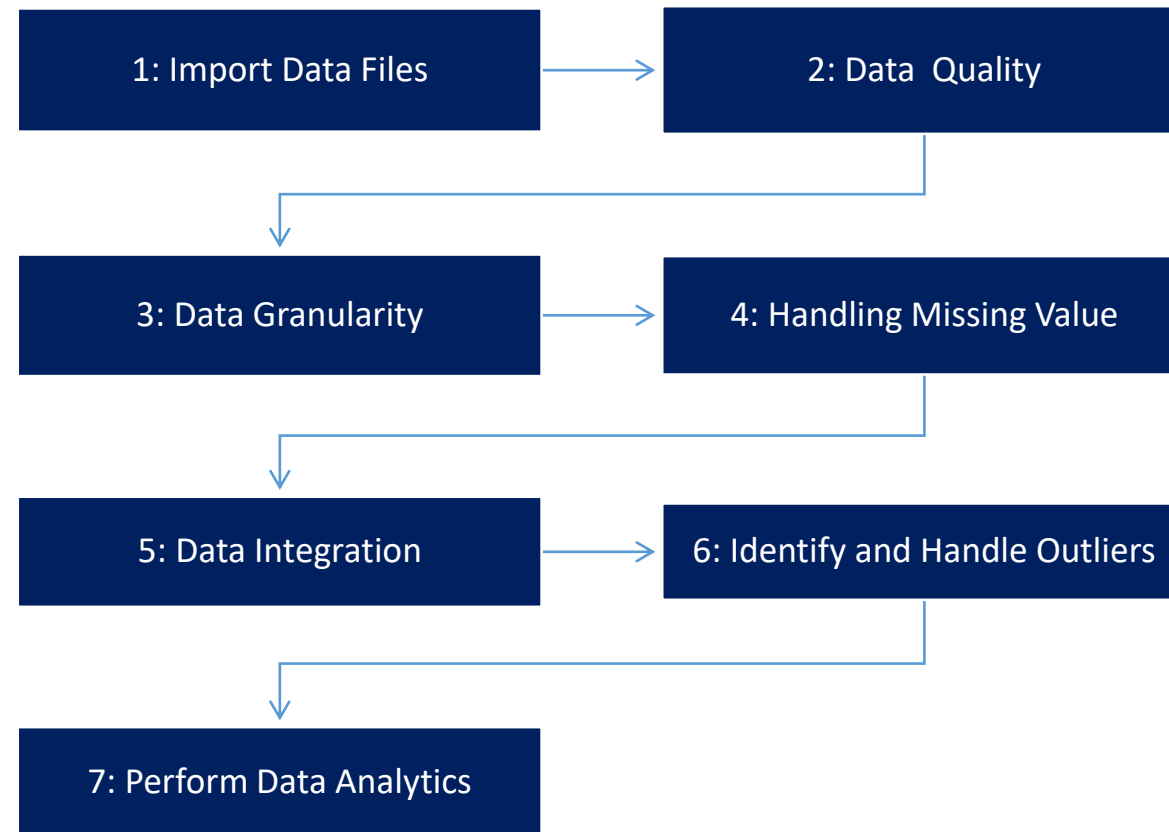 1: Import Data Files
2: Data  Quality
3: Data Granularity
4: Handling Missing Value
5: Data Integration
6: Identify and Handle Outliers
7: Perform Data Analytics